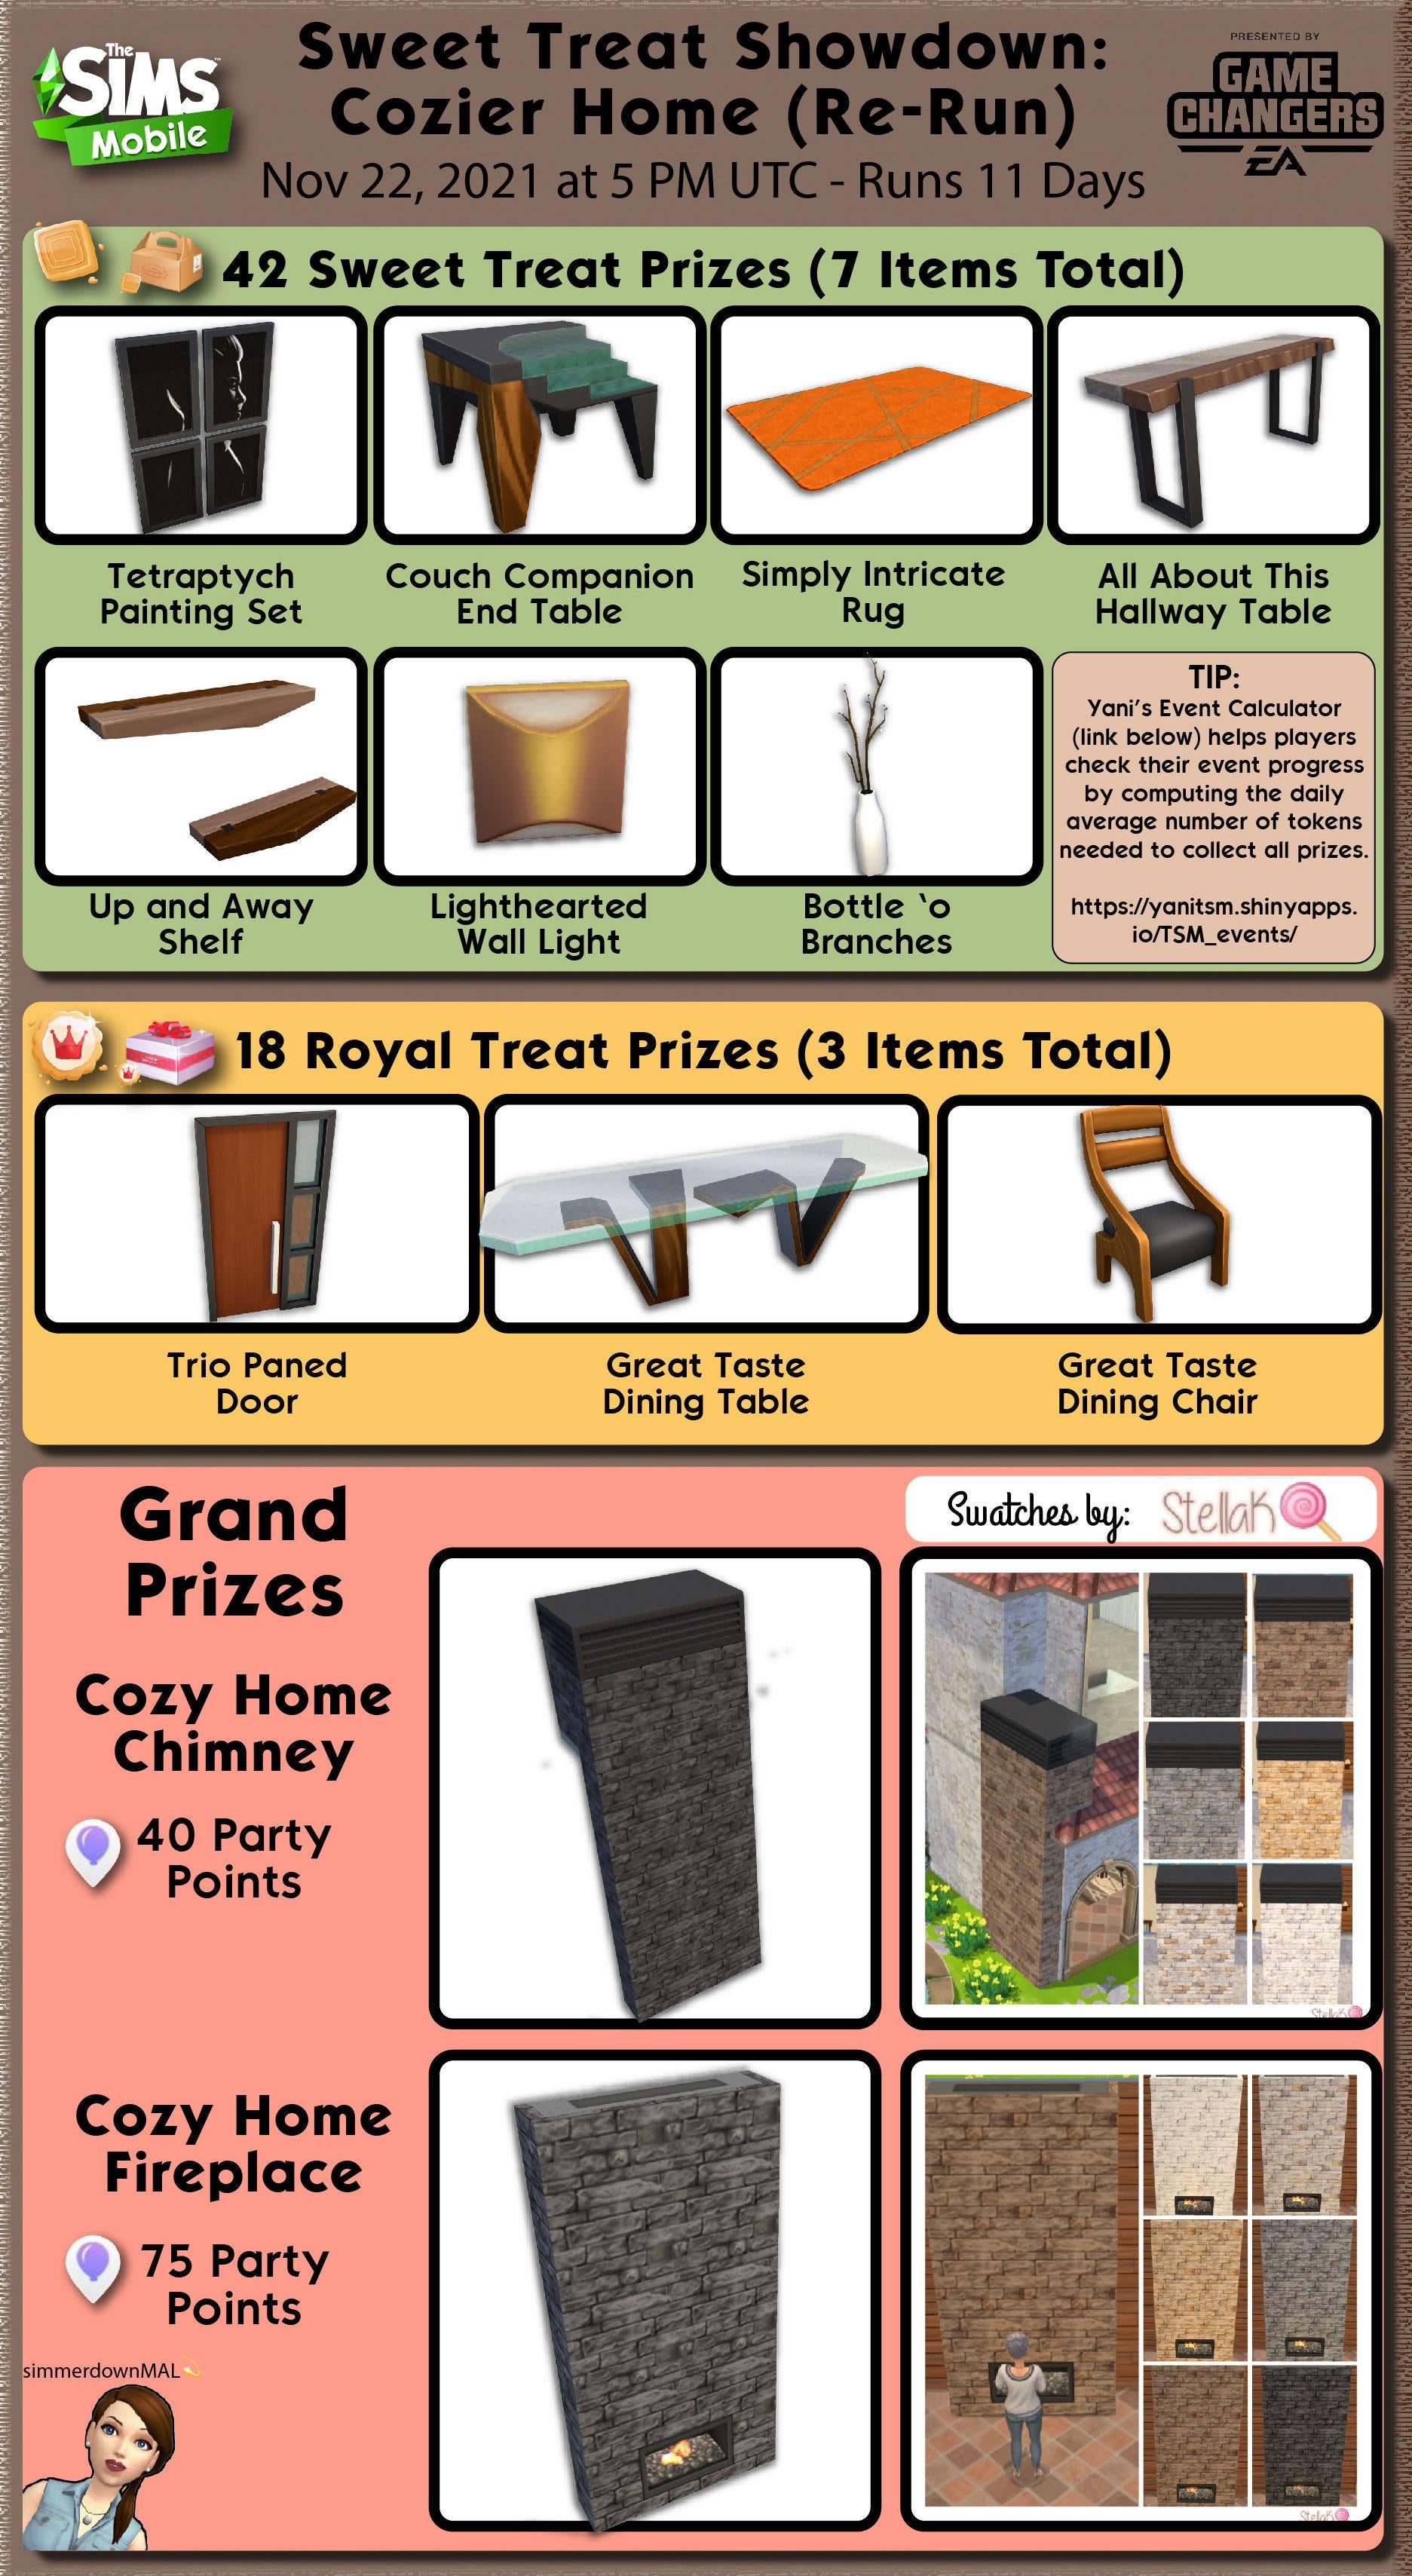 The
SiMS
Mobile
Sweet Treat Showdown:
Cozier Home (Re-Run)
Nov 22, 2021 at 5 PM UTC - Runs 11 Days
PRESENTED BY
GAME
CHANGERS
EA
42 Sweet Treat Prizes (7 Items Total)
Tetraptych
Painting Set
Couch Companion
End Table
Simply Intricate
Rug
All About This
Hallway Table
Up and Away
Shelf
Lighthearted
Wall Light
Bottle ‘o
Branches
TIP:
Yani’s Event Calculator
(link below) helps players
check their event progress
by computing the daily
average number of tokens
needed to collect all prizes.
https://yanitsm.shinyapps.
io/TSM_events/
18 Royal Treat Prizes (3 Items Total)
Trio Paned
Door
Great Taste
Dining Table
Great Taste
Dining Chair
Grand
Prizes
Swatches by: StellaK
Cozy Home
Chimney
40 Party
Points
StellaK
Cozy Home
Fireplace
75 Party
Points
simmerdownMAL
StellaK